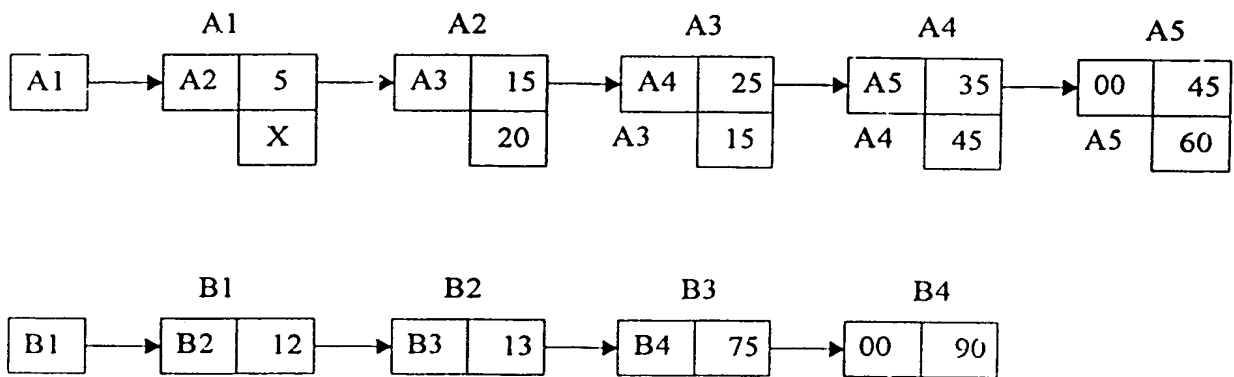 A1 A2 A3 A4 A5
A1 A2 5 A3 15 A4 25 A5 35 00 45
X 20 A3 15 A4 45 A5 60
B1 B2 B3 B4
B1 B2 12 B3 13 B4 75 00 90